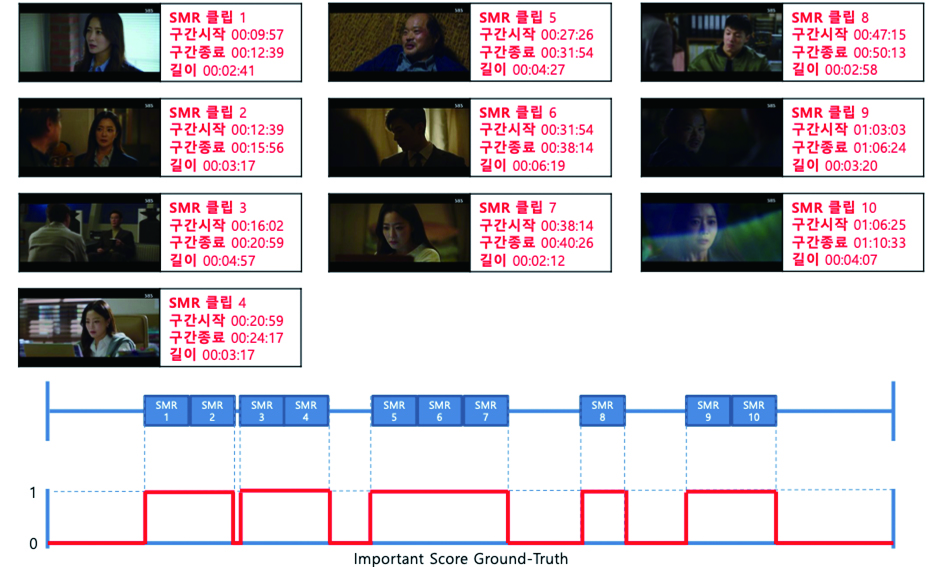 SBS
SMR 클립 1
구간시작 00:09:57
구간종료 00:12:39
길이 00:02:41
SBS
SMR 클립 2
구간시작 00:12:39
구간종료 00:15:56
길이 00:03:17
SBS
SMR 클립 3
구간시작 00:16:02
구간종료 00:20:59
길이 00:04:57
SBS
SMR 클립 4
구간시작 00:20:59
구간종료 00:24:17
길이 00:03:17
SBS
SMR 클립 5
구간시작 00:27:26
구간종료 00:31:54
길이 00:04:27
SBS
SMR 클립 6
구간시작 00:31:54
구간종료 00:38:14
길이 00:06:19
SBS
SMR 클립 7
구간시작 00:38:14
구간종료 00:40:26
길이 00:02:12
SBS
SMR 클립 8
구간시작 00:47:15
구간종료 00:50:13
길이 00:02:58
SBS
SMR 클립 9
구간시작 01:03:03
구간종료 01:06:24
길이 00:03:20
SBS
SMR 클립 10
구간시작 01:06:25
구간종료 01:10:33
길이 00:04:07
SMR
1
SMR
2
SMR
3
SMR
4
SMR
5
SMR
6
SMR
7
SMR
8
SMR
9
SMR
10
1
0
Important Score Ground-Truth